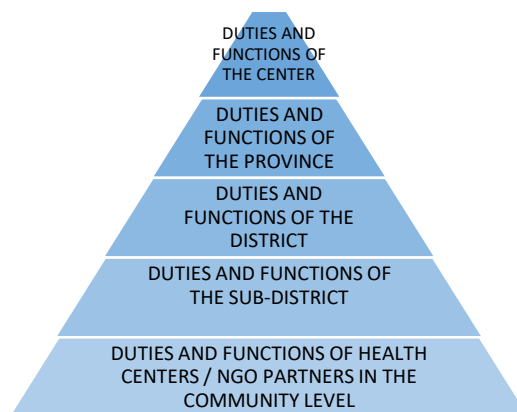 DUTIES AND
FUNCTIONS OF
THE CENTER
DUTIES AND
FUNCTIONS OF
THE PROVINCE
DUTIES AND
FUNCTIONS OF THE
DISTRICT
DUTIES AND FUNCTIONS OF
THE SUB-DISTRICT
DUTIES AND FUNCTIONS OF HEALTH
CENTERS / NGO PARTNERS IN THE
COMMUNITY LEVEL